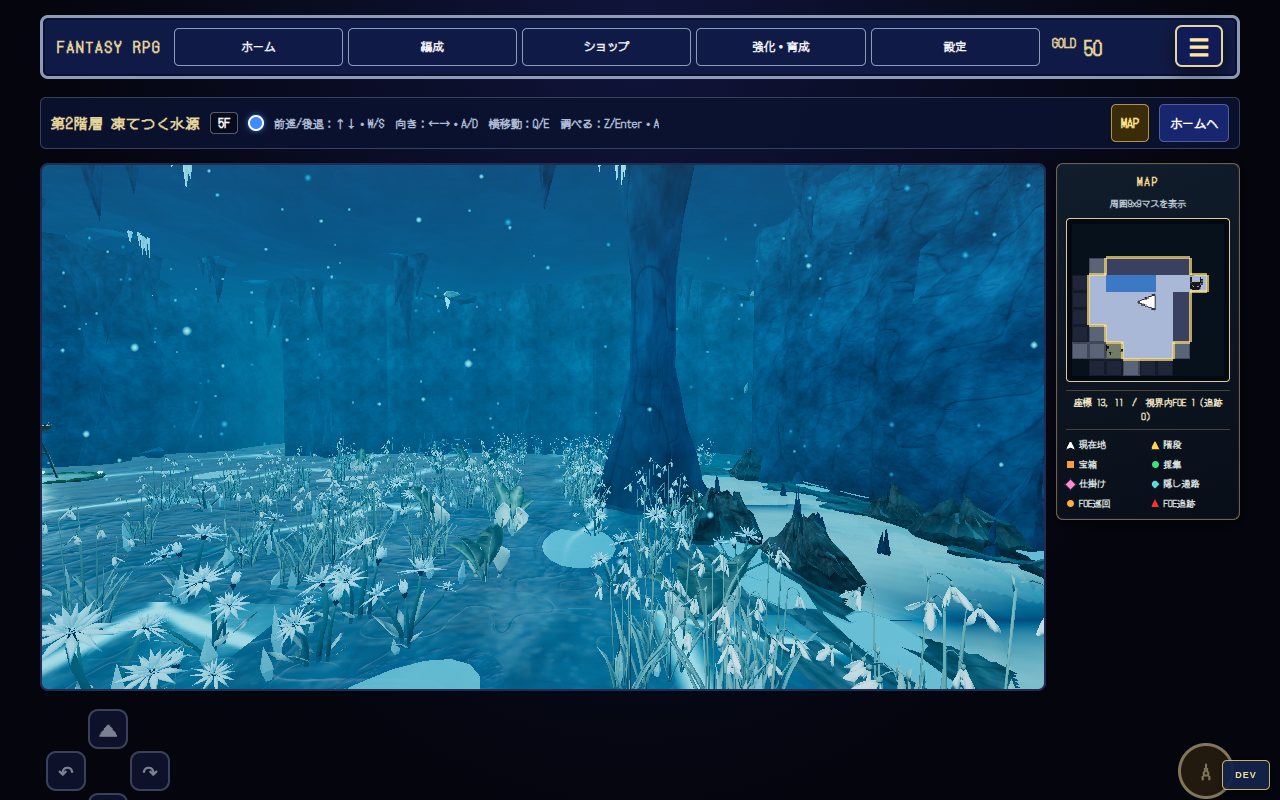 FANTASY RPG
ホーム
編成
ショップ
強化・育成
設定
GOLD 50
第2階層 凍てつく水源
5F
前進/後退：↑↓・W/S 向き：←→・A/D 横移動：Q/E 調べる：Z/Enter・A
MAP
ホームへ
MAP
周囲9x9マスを表示
座標 13, 11 / 視界内FOE 1（追跡
0）
現在地
階段
宝箱
採集
仕掛け
隠し通路
FOE巡回
FOE追跡
A
DEV